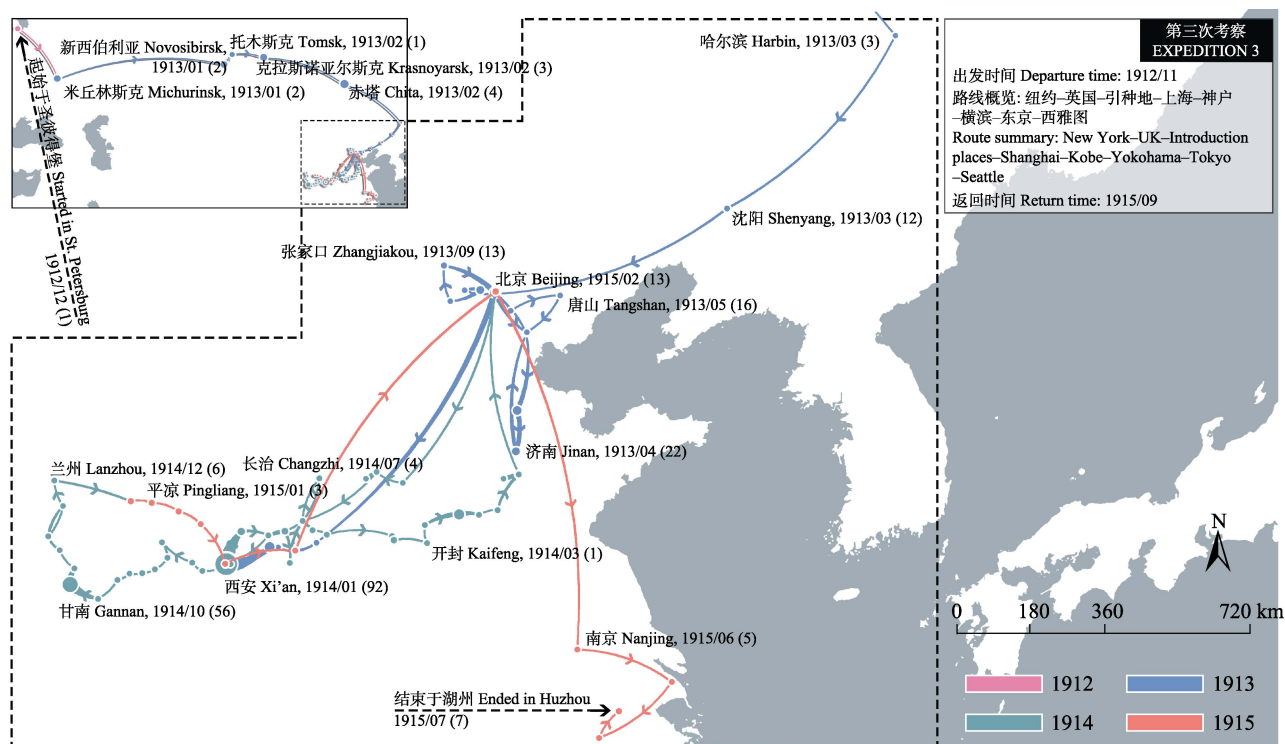 新西伯利亚 Novosibirsk,
1913/01 (2)
托木斯克 Tomsk, 1913/02 (1)
克拉斯诺亚尔斯克 Krasnoyarsk, 1913/02 (3)
米丘林斯克 Michurinsk, 1913/01 (2)
赤塔 Chita, 1913/02 (4)
起始于圣彼得堡 Started in St. Petersburg
1912/12 (1)
哈尔滨 Harbin, 1913/03 (3)
第三次考察
EXPEDITION 3
出发时间 Departure time: 1912/11
路线概览: 纽约–英国–引种地–上海–神户
–横滨–东京–西雅图
Route summary: New York–UK–Introduction
places–Shanghai–Kobe–Yokohama–Tokyo
–Seattle
返回时间 Return time: 1915/09
沈阳 Shenyang, 1913/03 (12)
张家口 Zhangjiakou, 1913/09 (13)
北京 Beijing, 1915/02 (13)
唐山 Tangshan, 1913/05 (16)
济南 Jinan, 1913/04 (22)
兰州 Lanzhou, 1914/12 (6)
长治 Changzhi, 1914/07 (4)
平凉 Pingliang, 1915/01 (3)
开封 Kaifeng, 1914/03 (1)
西安 Xi’an, 1914/01 (92)
甘南 Gannan, 1914/10 (56)
南京 Nanjing, 1915/06 (5)
结束于湖州 Ended in Huzhou
1915/07 (7)
N
0 180 360 720 km
1912 1913
1914 1915